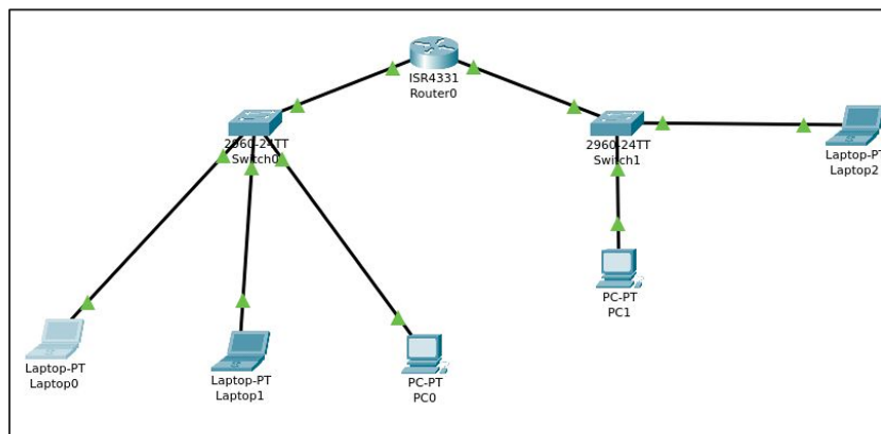 ISR4331
Router0
2960-24TT
Switch0
2960-24TT
Switch1
Laptop-PT
Laptop2
PC-PT
PC1
Laptop-PT
Laptop0
Laptop-PT
Laptop1
PC-PT
PC0